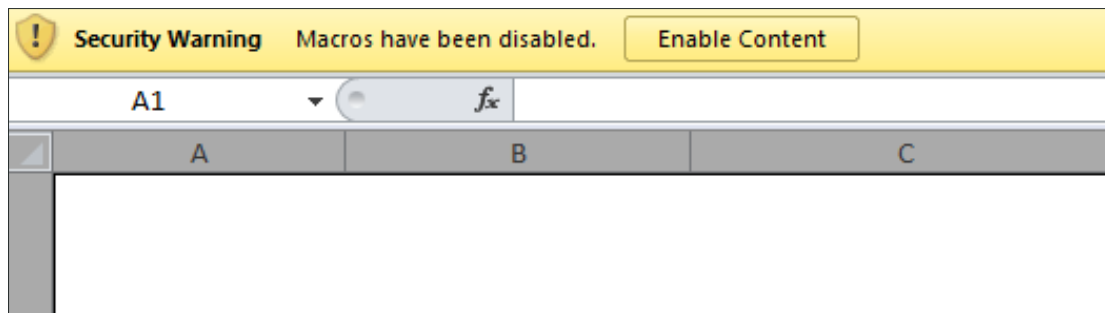 Security Warning Macros have been disabled. Enable Content
A1 fx
A B C